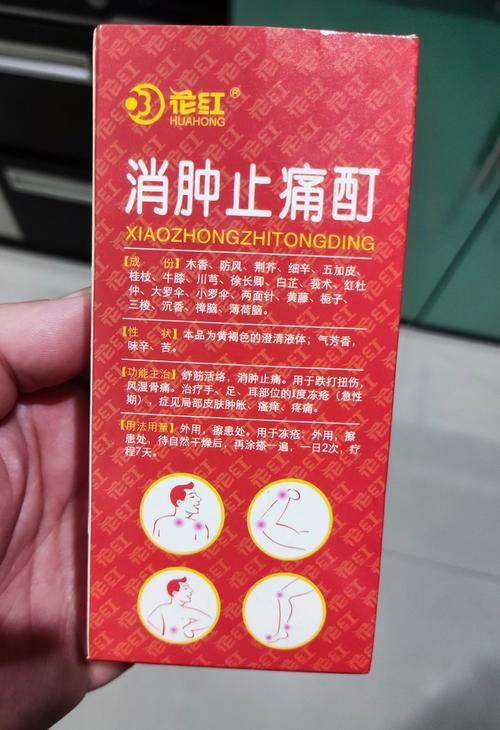 花红®
HUAHONG
消肿止痛酊
XIAOZHONGZHITONGDING
【成 份】木香、防风、荆芥、细辛、五加皮、
桂枝、牛膝、川芎、徐长卿、白芷、莪术、红杜
仲、大罗伞、小罗伞、两面针、黄藤、栀子、
三棱、沉香、樟脑、薄荷脑。
【性 状】本品为黄褐色的澄清液体；气芳香，
味辛、苦。
【功能主治】舒筋活络，消肿止痛。用于跌打扭伤，
风湿骨痛。治疗手、足、耳部位的I度冻疮（急性
期），症见局部皮肤肿胀、瘙痒、疼痛。
【用法用量】外用，擦患处。用于冻疮：外用，擦
患处，待自然干燥后，再涂搽一遍，一日2次，疗
程7天。